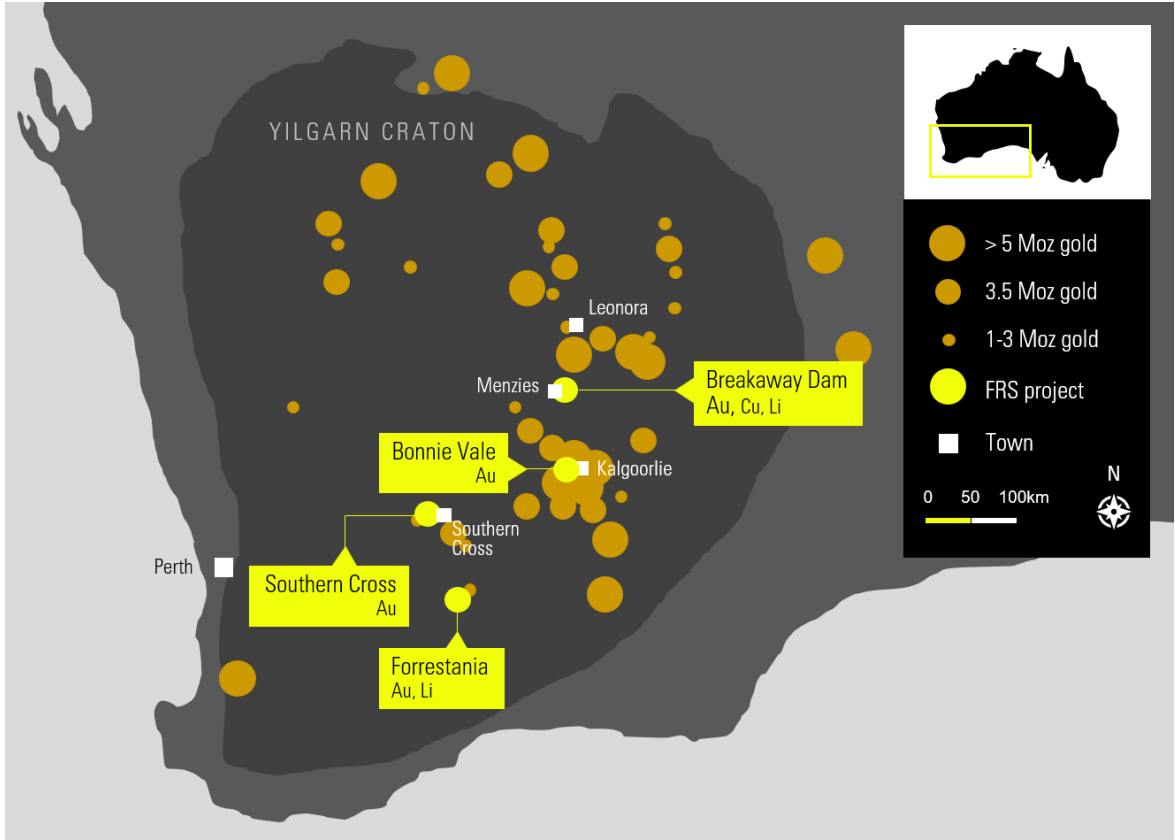 YILGARN CRATON
Leonora
Menzies
Breakaway Dam
Au, Cu, Li
Bonnie Vale
Au
Kalgoorlie
Southern
Cross
Perth
Southern Cross
Au
Forrestania
Au, Li
> 5 Moz gold
3.5 Moz gold
1-3 Moz gold
FRS project
Town
N
0 50 100km